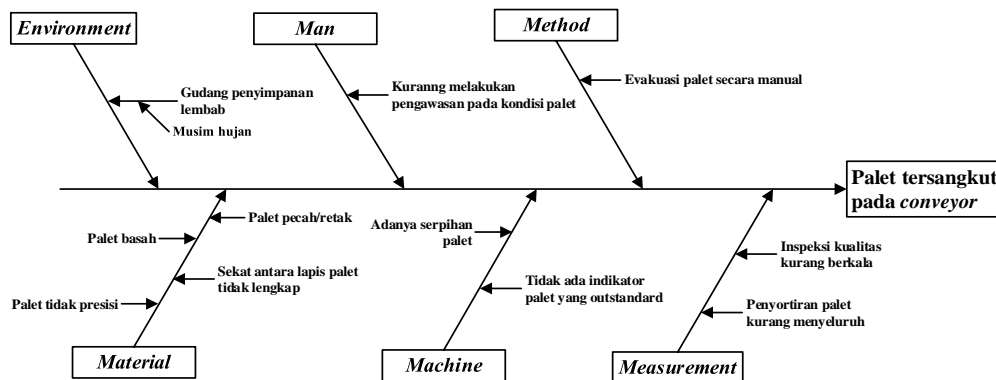 Environment
Man
Method
Gudang penyimpanan
lembab
Musim hujan
Kuranng melakukan
pengawasan pada kondisi palet
Evakuasi palet secara manual
Palet tersangkut
pada conveyor
Palet pecah/retak
Palet basah
Sekat antara lapis palet
tidak lengkap
Palet tidak presisi
Adanya serpihan
palet
Tidak ada indikator
palet yang outstandard
Inspeksi kualitas
kurang berkala
Penyortiran palet
kurang menyeluruh
Material
Machine
Measurement